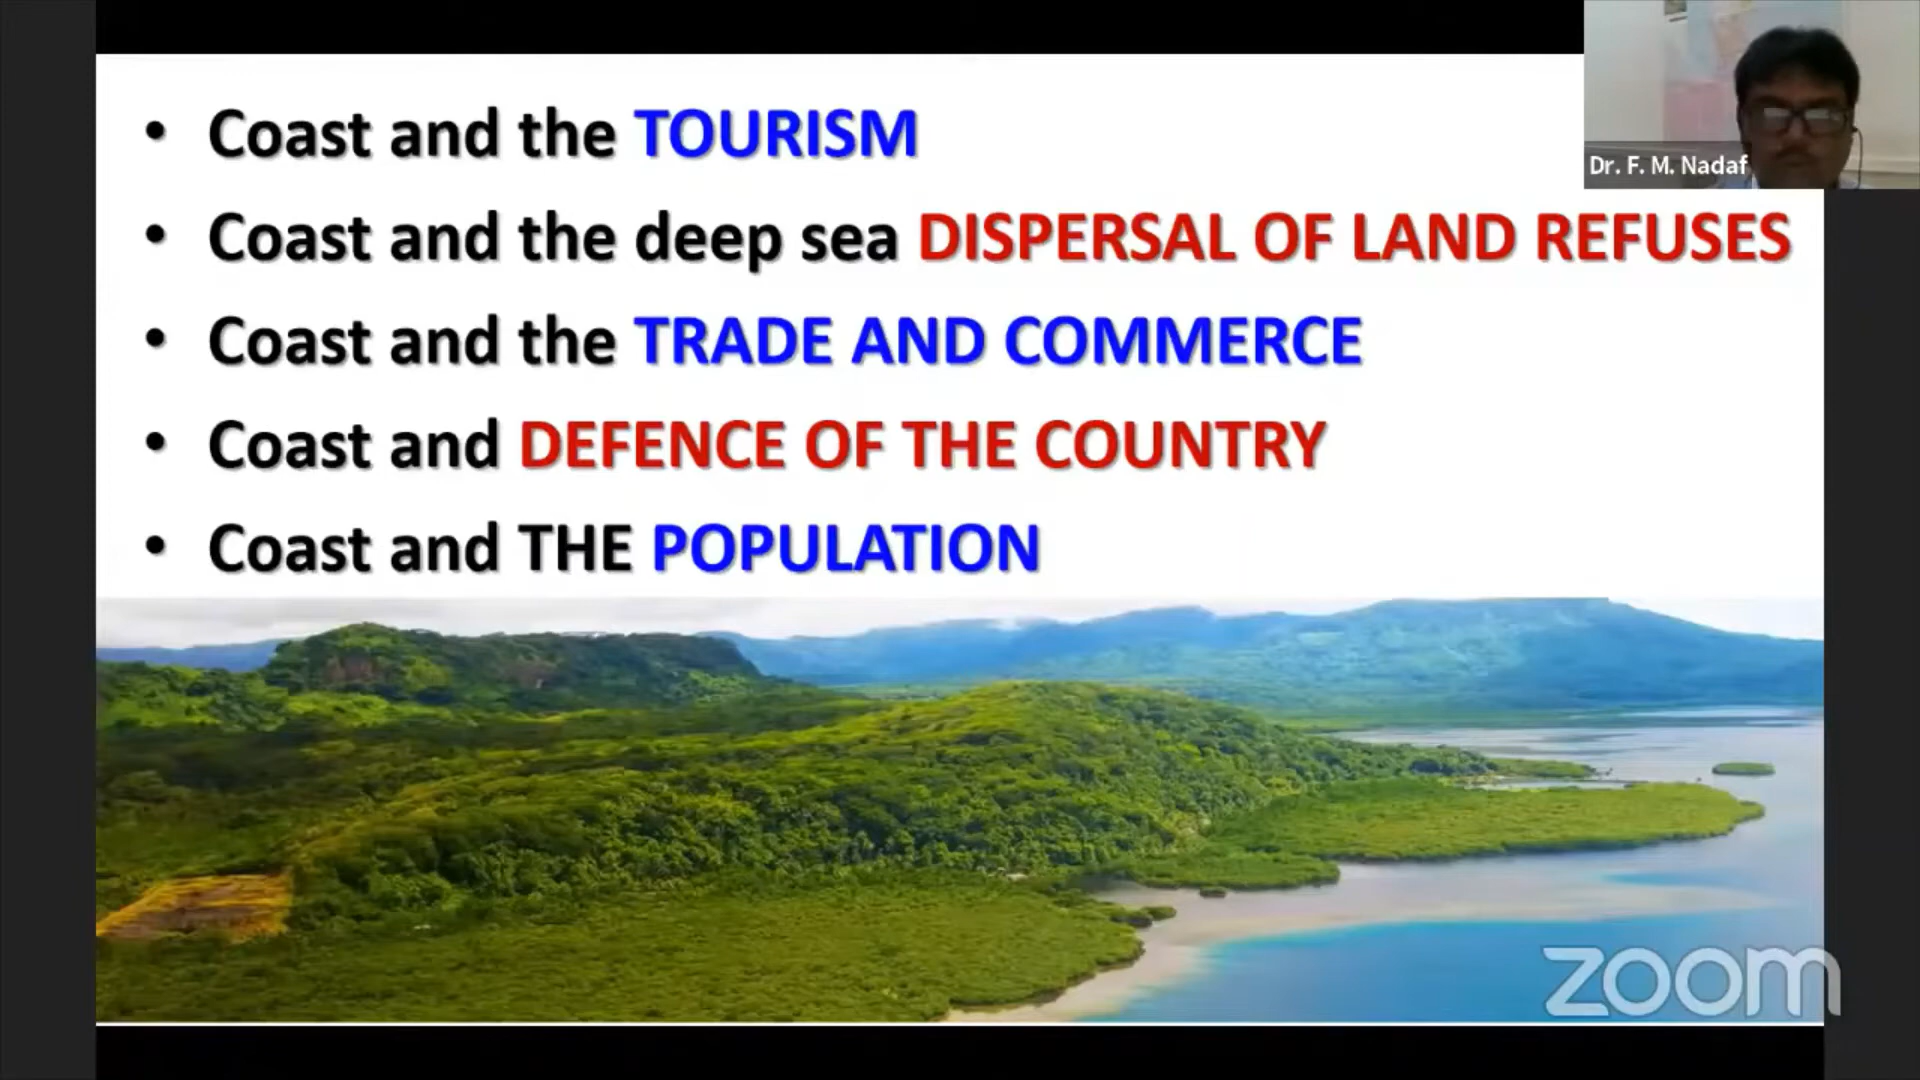 • Coast and the TOURISM
Dr. F. M. Nadaf
• Coast and the deep sea DISPERSAL OF LAND REFUSES
• Coast and the TRADE AND COMMERCE
• Coast and DEFENCE OF THE COUNTRY
• Coast and THE POPULATION
zoom